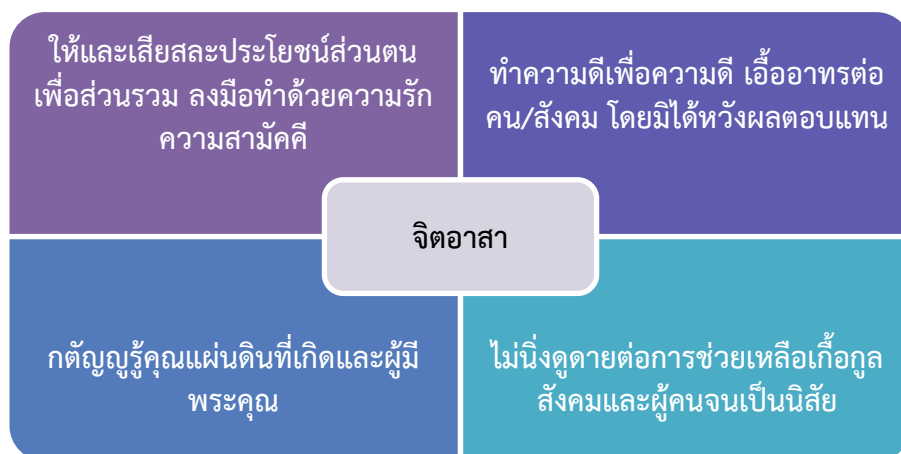 ให้และเสียสละประโยชน์ส่วนตน
เพื่อส่วนรวม ลงมือทำด้วยความรัก
ความสามัคคี
ทำความดีเพื่อความดี เอื้ออาทรต่อ
คน/สังคม โดยมิได้หวังผลตอบแทน
จิตอาสา
กตัญญูรู้คุณแผ่นดินที่เกิดและผู้มี
พระคุณ
ไม่นิ่งดูดายต่อการช่วยเหลือเกื้อกูล
สังคมและผู้คนจนเป็นนิสัย